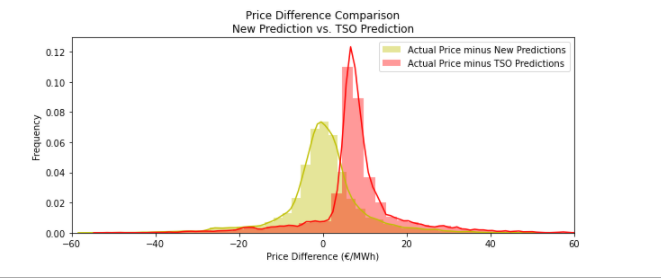 Price Difference Comparison
New Prediction vs. TSO Prediction
Actual Price minus New Predictions
Actual Price minus TSO Predictions
Frequency
0.12
0.10
0.08
0.06
0.04
0.02
0.00
−60 −40 −20 0 20 40 60
Price Difference (€/MWh)